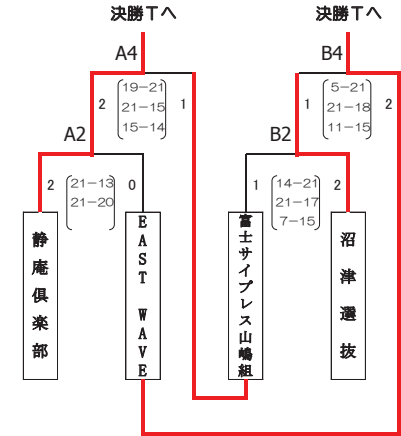 決勝Tへ 決勝Tへ
A4 B4
2 19-21 1 1 5-21 2
21-15 21-18
15-14 11-15
A2 B2
2 21-13 0 1 14-21 2
21-20 21-17
7-15
静庵倶楽部
EAST WAVE
富士サイプレス山嶋組
沼津選抜